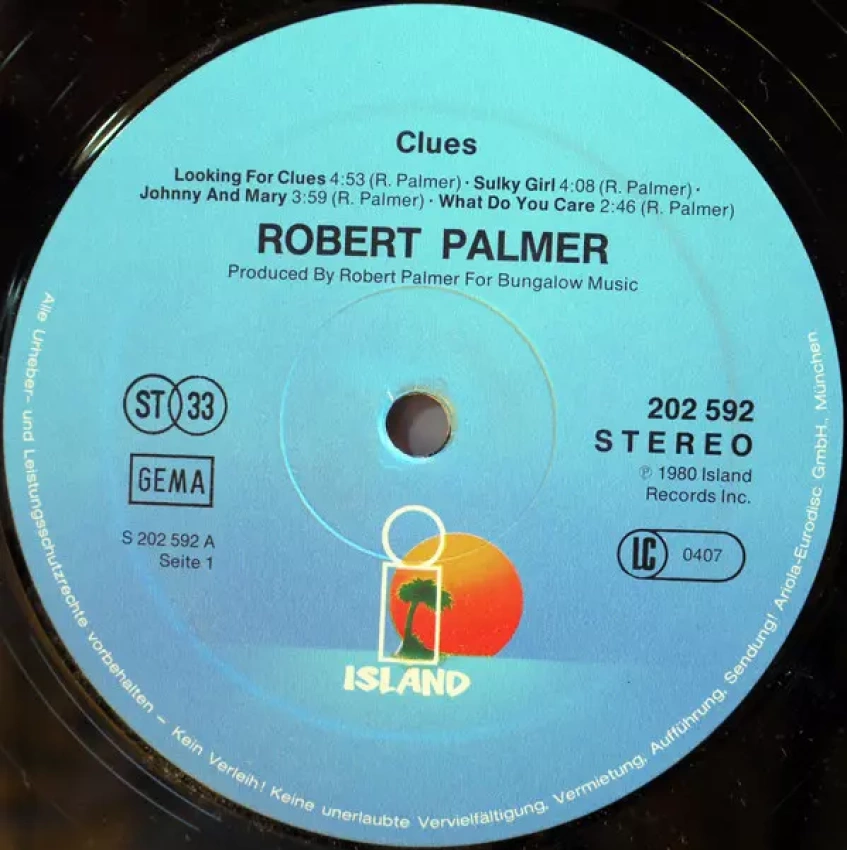 Clues
Looking For Clues 4:53 (R. Palmer) · Sulky Girl 4:08 (R. Palmer) ·
Johnny And Mary 3:59 (R. Palmer) · What Do You Care 2:46 (R. Palmer)
ROBERT PALMER
Produced By Robert Palmer For Bungalow Music
ST 33
GEMA
S 202 592 A
Seite 1
202 592
STEREO
℗ 1980 Island
Records Inc.
LC 0407
ISLAND
Alle Urheber- und Leistungsschutzrechte vorbehalten – Kein Verleih! Keine unerlaubte Vervielfältigung, Vermietung, Aufführung, Sendung! Ariola-Eurodisc GmbH., München